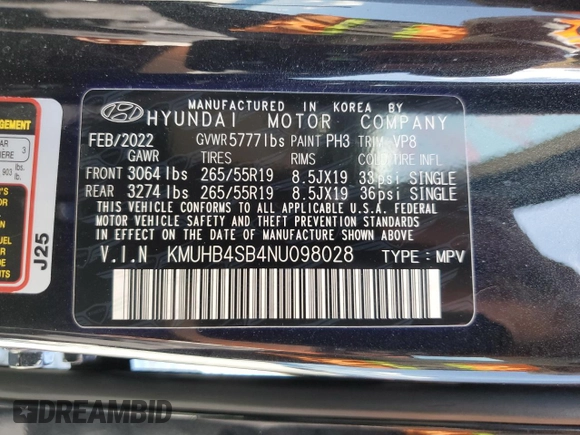 MANUFACTURED IN KOREA BY
HYUNDAI MOTOR COMPANY
FEB/2022 GVWR 5777lbs PAINT PH3 TRIM VP8
GAWR TIRES RIMS COLD TIRE INFL.
FRONT 3064 lbs 265/55R19 8.5JX19 33psi SINGLE
REAR 3274 lbs 265/55R19 8.5JX19 36psi SINGLE
THIS VEHICLE CONFORMS TO ALL APPLICABLE U.S.A. FEDERAL
MOTOR VEHICLE SAFETY AND THEFT PREVENTION STANDARDS
IN EFFECT ON THE DATE OF MANUFACTURE SHOWN ABOVE.
V.I.N KMUHB4SB4NU098028 TYPE : MPV
J25
3
903 lbs.
DREAMBID